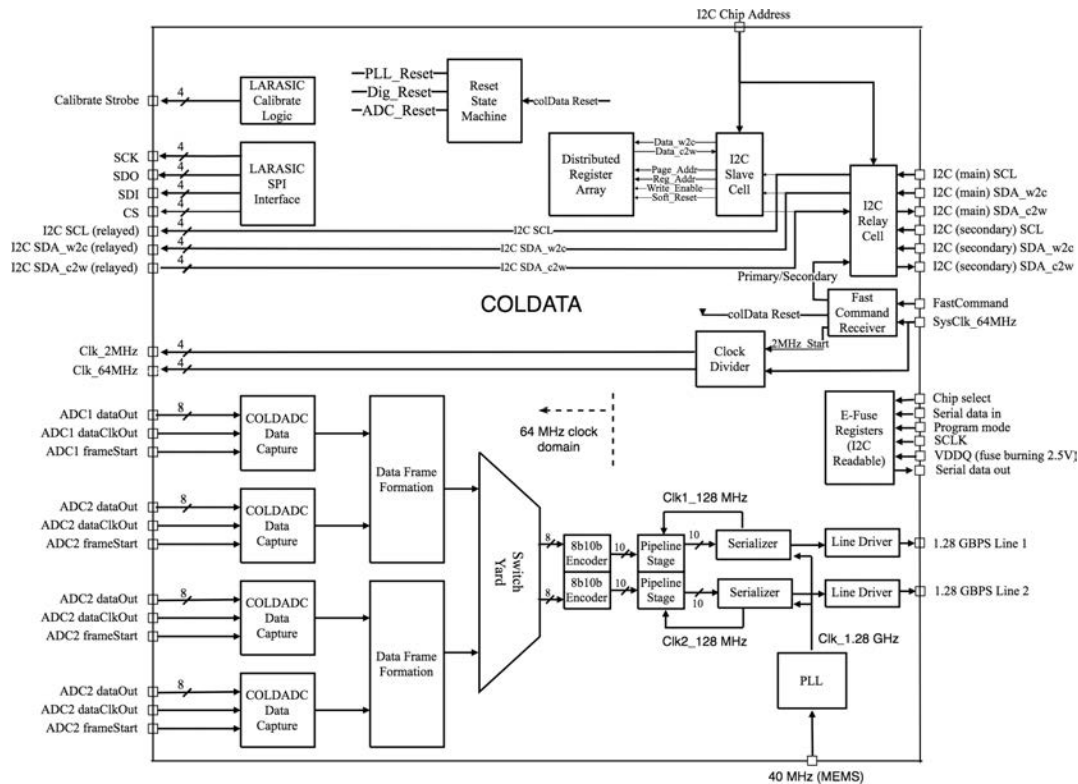 I2C Chip Address
Calibrate Strobe
4
LARASIC
Calibrate
Logic
PLL_Reset
Dig_Reset
ADC_Reset
Reset
State
Machine
colData Reset
SCK
4
SDO
4
SDI
4
CS
4
LARASIC
SPI
Interface
Distributed
Register
Array
Data_w2c
Data_c2w
Page_Addr
Reg_Addr
Write_Enable
Soft_Reset
I2C
Slave
Cell
I2C
Relay
Cell
I2C (main) SCL
I2C (main) SDA_w2c
I2C (main) SDA_c2w
I2C (secondary) SCL
I2C (secondary) SDA_w2c
I2C (secondary) SDA_c2w
I2C SCL (relayed)
4
I2C SCL
I2C SDA_w2c (relayed)
4
I2C SDA_w2c
I2C SDA_c2w (relayed)
4
I2C SDA_c2w
Primary/Secondary
COLDATA
colData Reset
Fast
Command
Receiver
FastCommand
SysClk_64MHz
2MHz_Start
Clk_2MHz
4
Clk_64MHz
4
Clock
Divider
ADC1 dataOut
8
ADC1 dataClkOut
ADC1 frameStart
COLDADC
Data
Capture
Data Frame
Formation
64 MHz clock
domain
E-Fuse
Registers
(I2C
Readable)
Chip select
Serial data in
Program mode
SCLK
VDDQ (fuse burning 2.5V)
Serial data out
ADC2 dataOut
8
ADC2 dataClkOut
ADC2 frameStart
COLDADC
Data
Capture
Switch
Yard
Clk1_128 MHz
8
8b10b
Encoder
10
Pipeline
Stage
10
Serializer
Line Driver
1.28 GBPS Line 1
8
8b10b
Encoder
10
Pipeline
Stage
10
Serializer
Line Driver
1.28 GBPS Line 2
Clk2_128 MHz
Clk_1.28 GHz
ADC2 dataOut
8
ADC2 dataClkOut
ADC2 frameStart
COLDADC
Data
Capture
Data Frame
Formation
PLL
ADC2 dataOut
8
ADC2 dataClkOut
ADC2 frameStart
COLDADC
Data
Capture
40 MHz (MEMS)